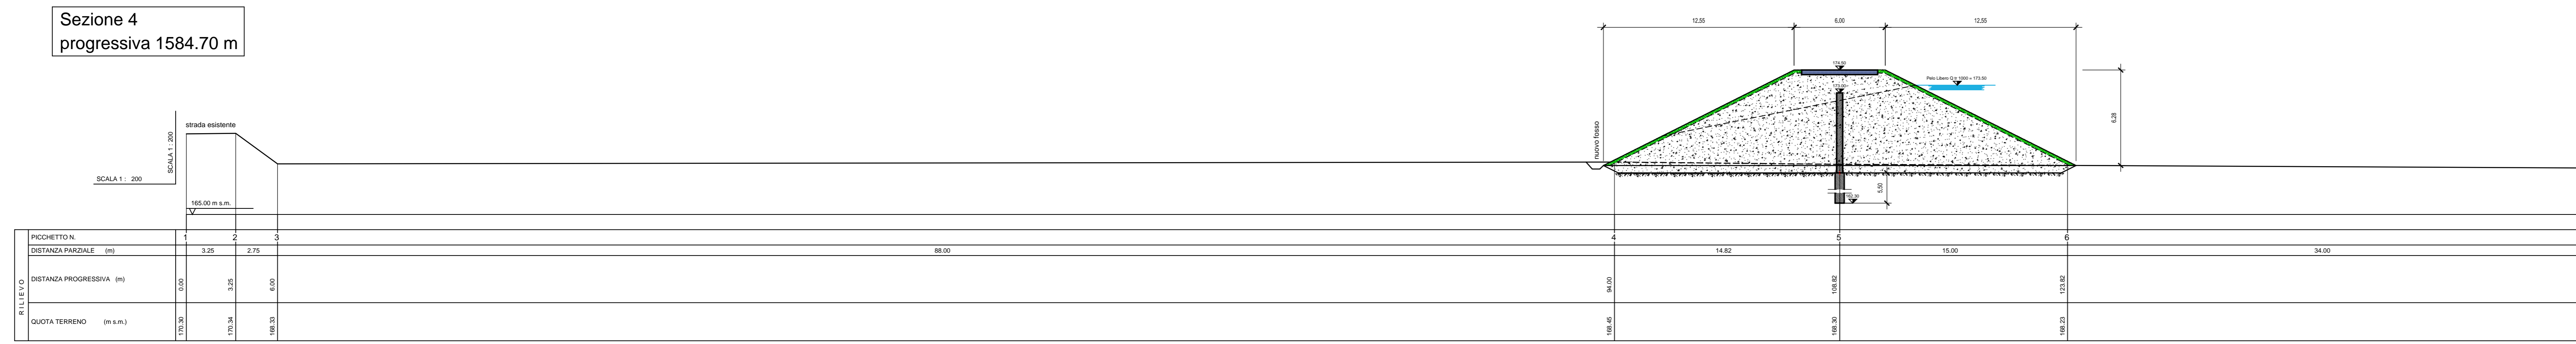 Sezione 4
progressiva 1584.70 m
12.55
6.00
12.55
174.50
Pelo Libero Q = 1000 = 173.50
173.00
6.28
nuovo fosso
strada esistente
SCALA 1 : 200
SCALA 1 : 200
5.50
165.00 m s.m.
RILIEVO
PICCHETTO N.
1 2 3 4 5 6
DISTANZA PARZIALE (m)
3.25 2.75 88.00 14.82 15.00 34.00
DISTANZA PROGRESSIVA (m)
0.00 3.25 6.00 94.00 108.82 123.82
QUOTA TERRENO (m s.m.)
170.30 170.34 168.33 168.45 168.30 168.23